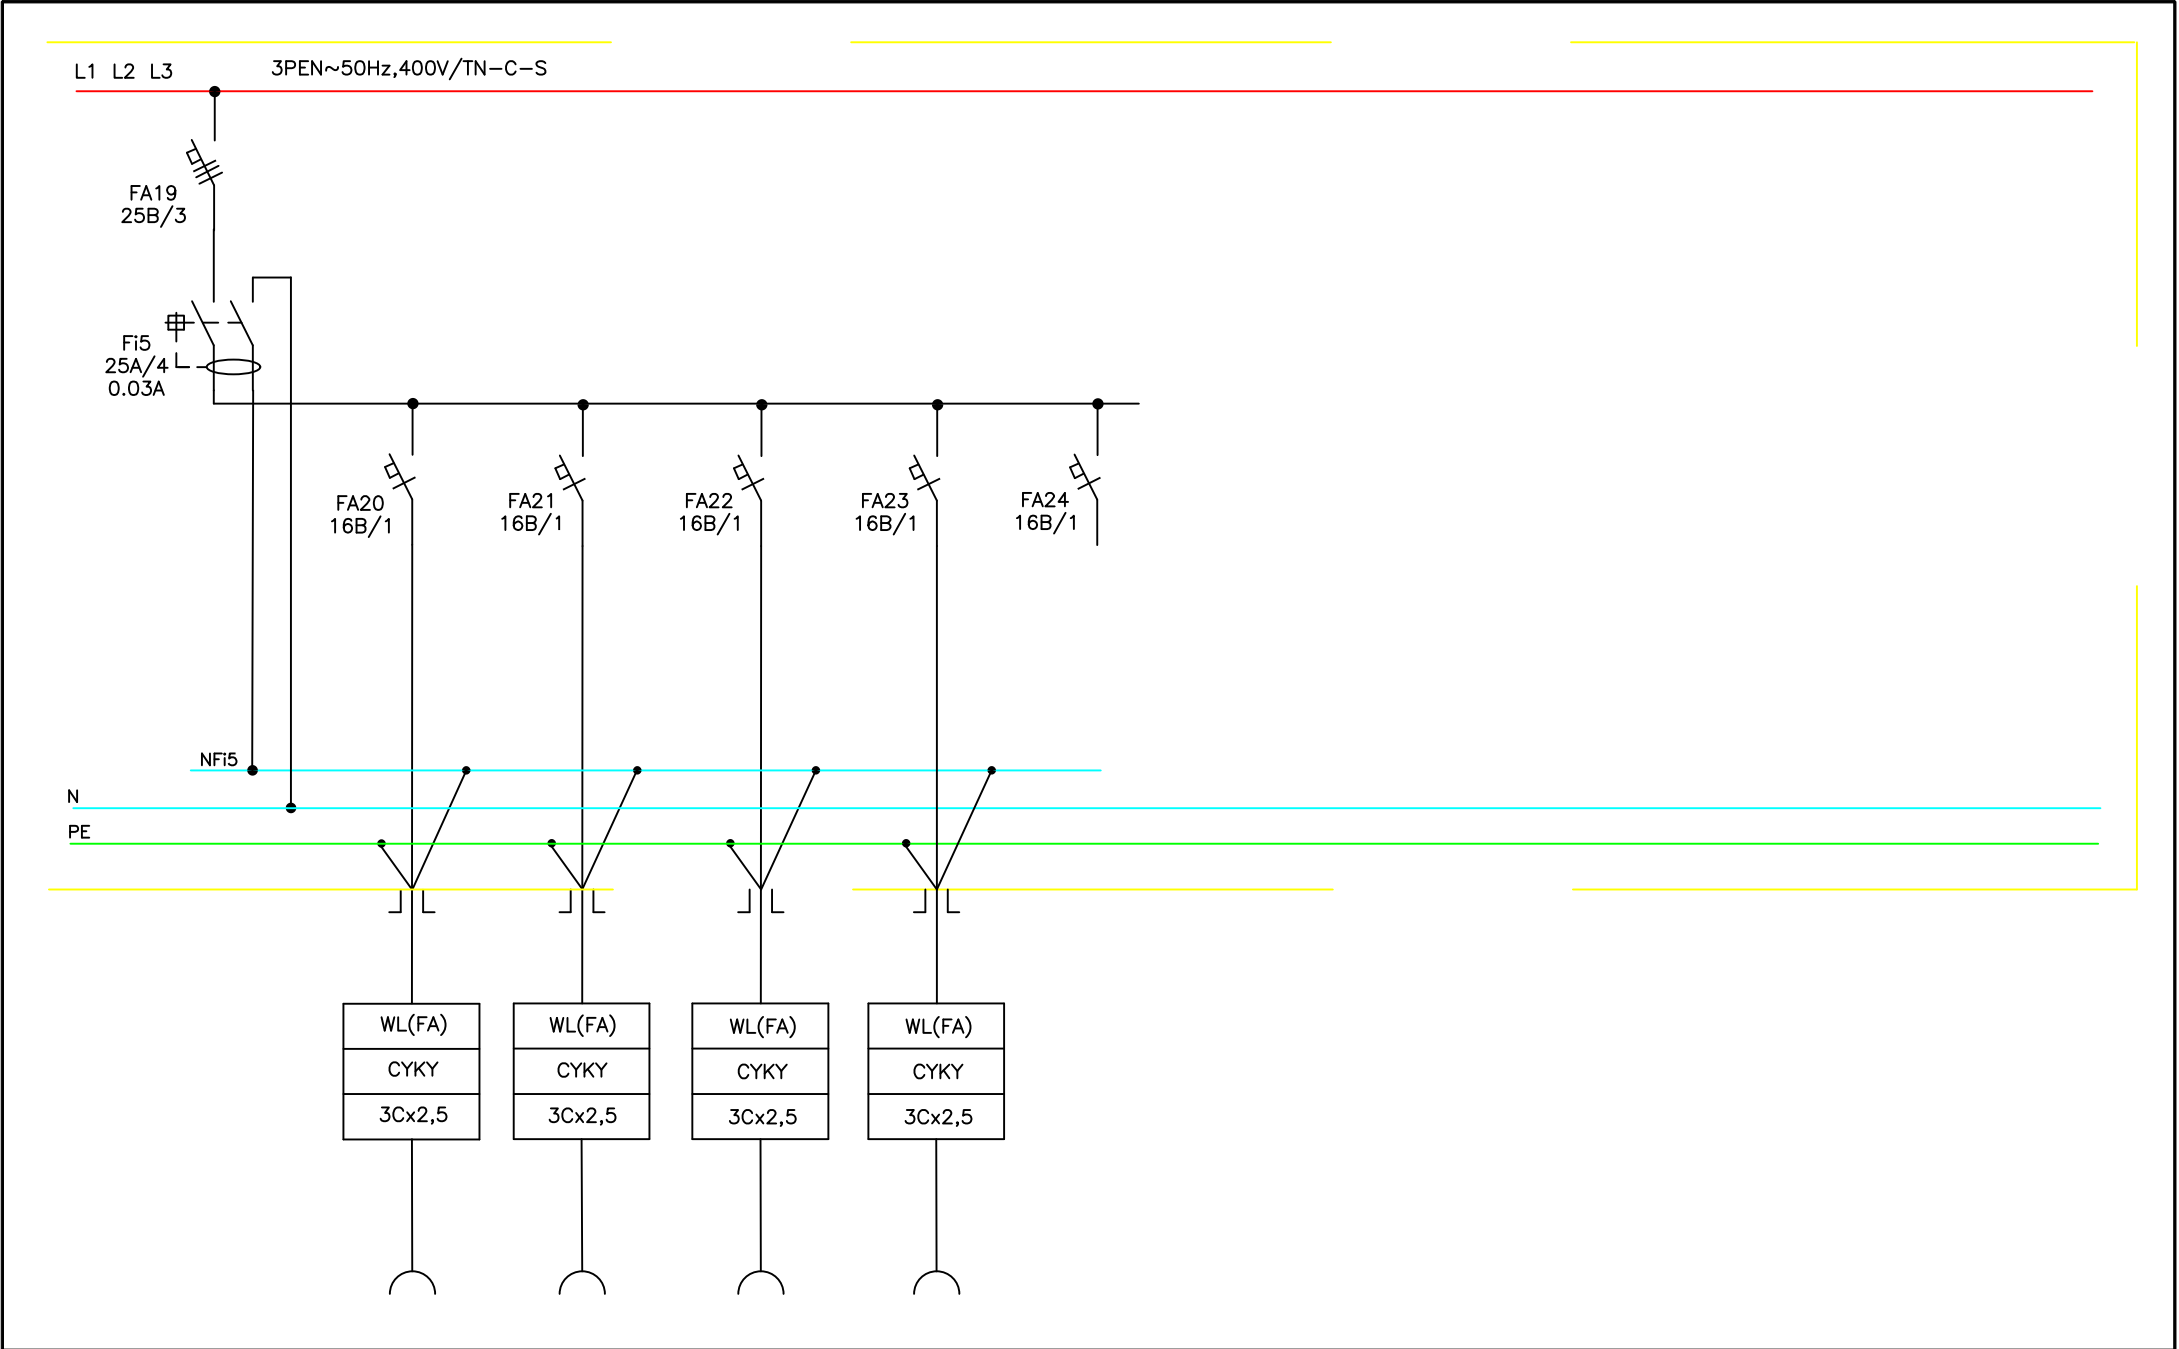 L1 L2 L3 3PEN~50Hz,400V/TN-C-S
FA19
25B/3
Fi5
25A/4
0.03A
FA20
16B/1
FA21
16B/1
FA22
16B/1
FA23
16B/1
FA24
16B/1
NFi5
N
PE
WL(FA)
CYKY
3Cx2,5
WL(FA)
CYKY
3Cx2,5
WL(FA)
CYKY
3Cx2,5
WL(FA)
CYKY
3Cx2,5